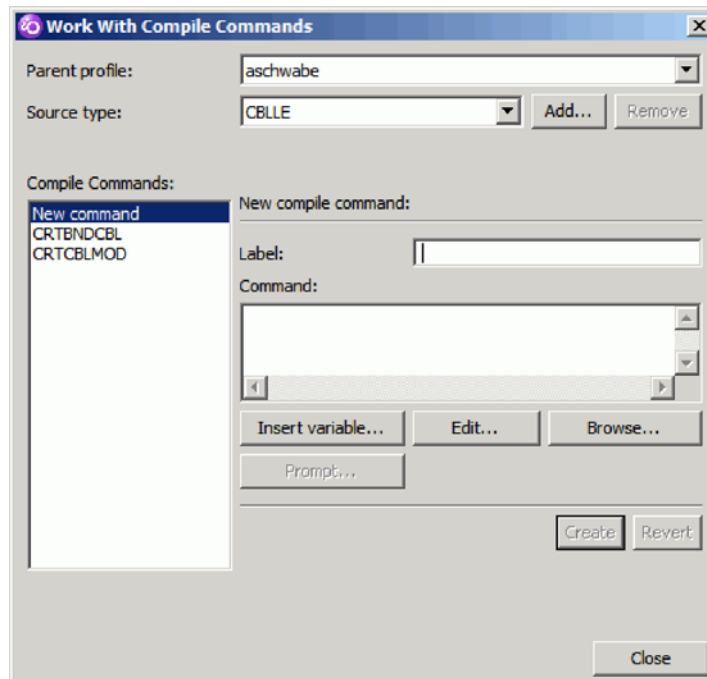 Work With Compile Commands
Parent profile: aschwabe
Source type: CBLLE Add... Remove
Compile Commands:
New command
CRTBNDCBL
CRTCBLMOD
New compile command:
Label:
Command:
Insert variable... Edit... Browse...
Prompt...
Create Revert
Close